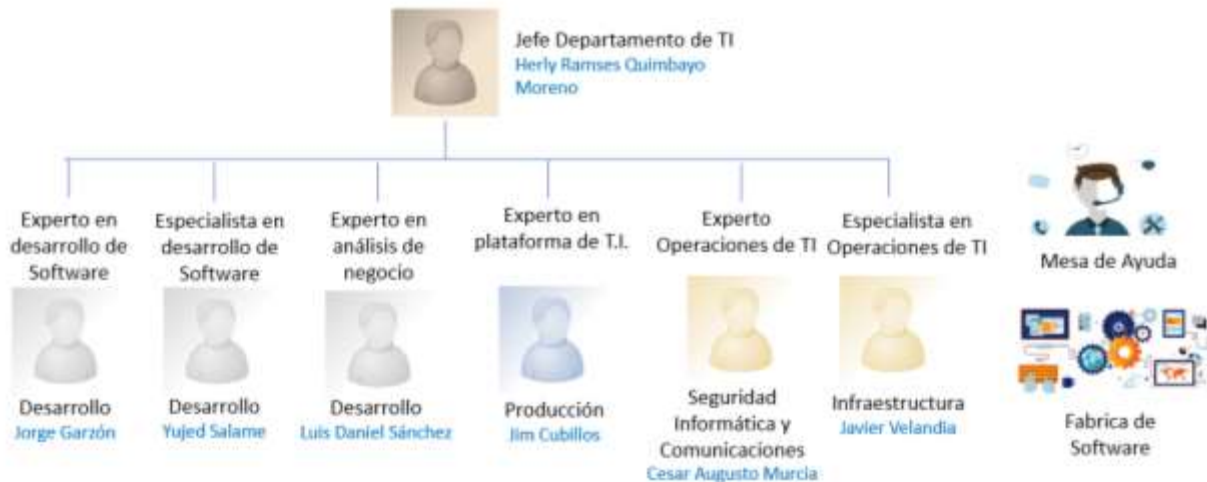 Jefe Departamento de TI
Herly Ramses Quimbayo
Moreno
Experto en
desarrollo de
Software
Especialista en
desarrollo de
Software
Experto en
análisis de
negocio
Experto en
plataforma de T.I.
Experto
Operaciones de TI
Especialista en
Operaciones de TI
Mesa de Ayuda
Desarrollo
Jorge Garzón
Desarrollo
Yujed Salame
Desarrollo
Luis Daniel Sánchez
Producción
Jim Cubillos
Seguridad
Informática y
Comunicaciones
Cesar Augusto Murcia
Infraestructura
Javier Velandia
Fabrica de
Software